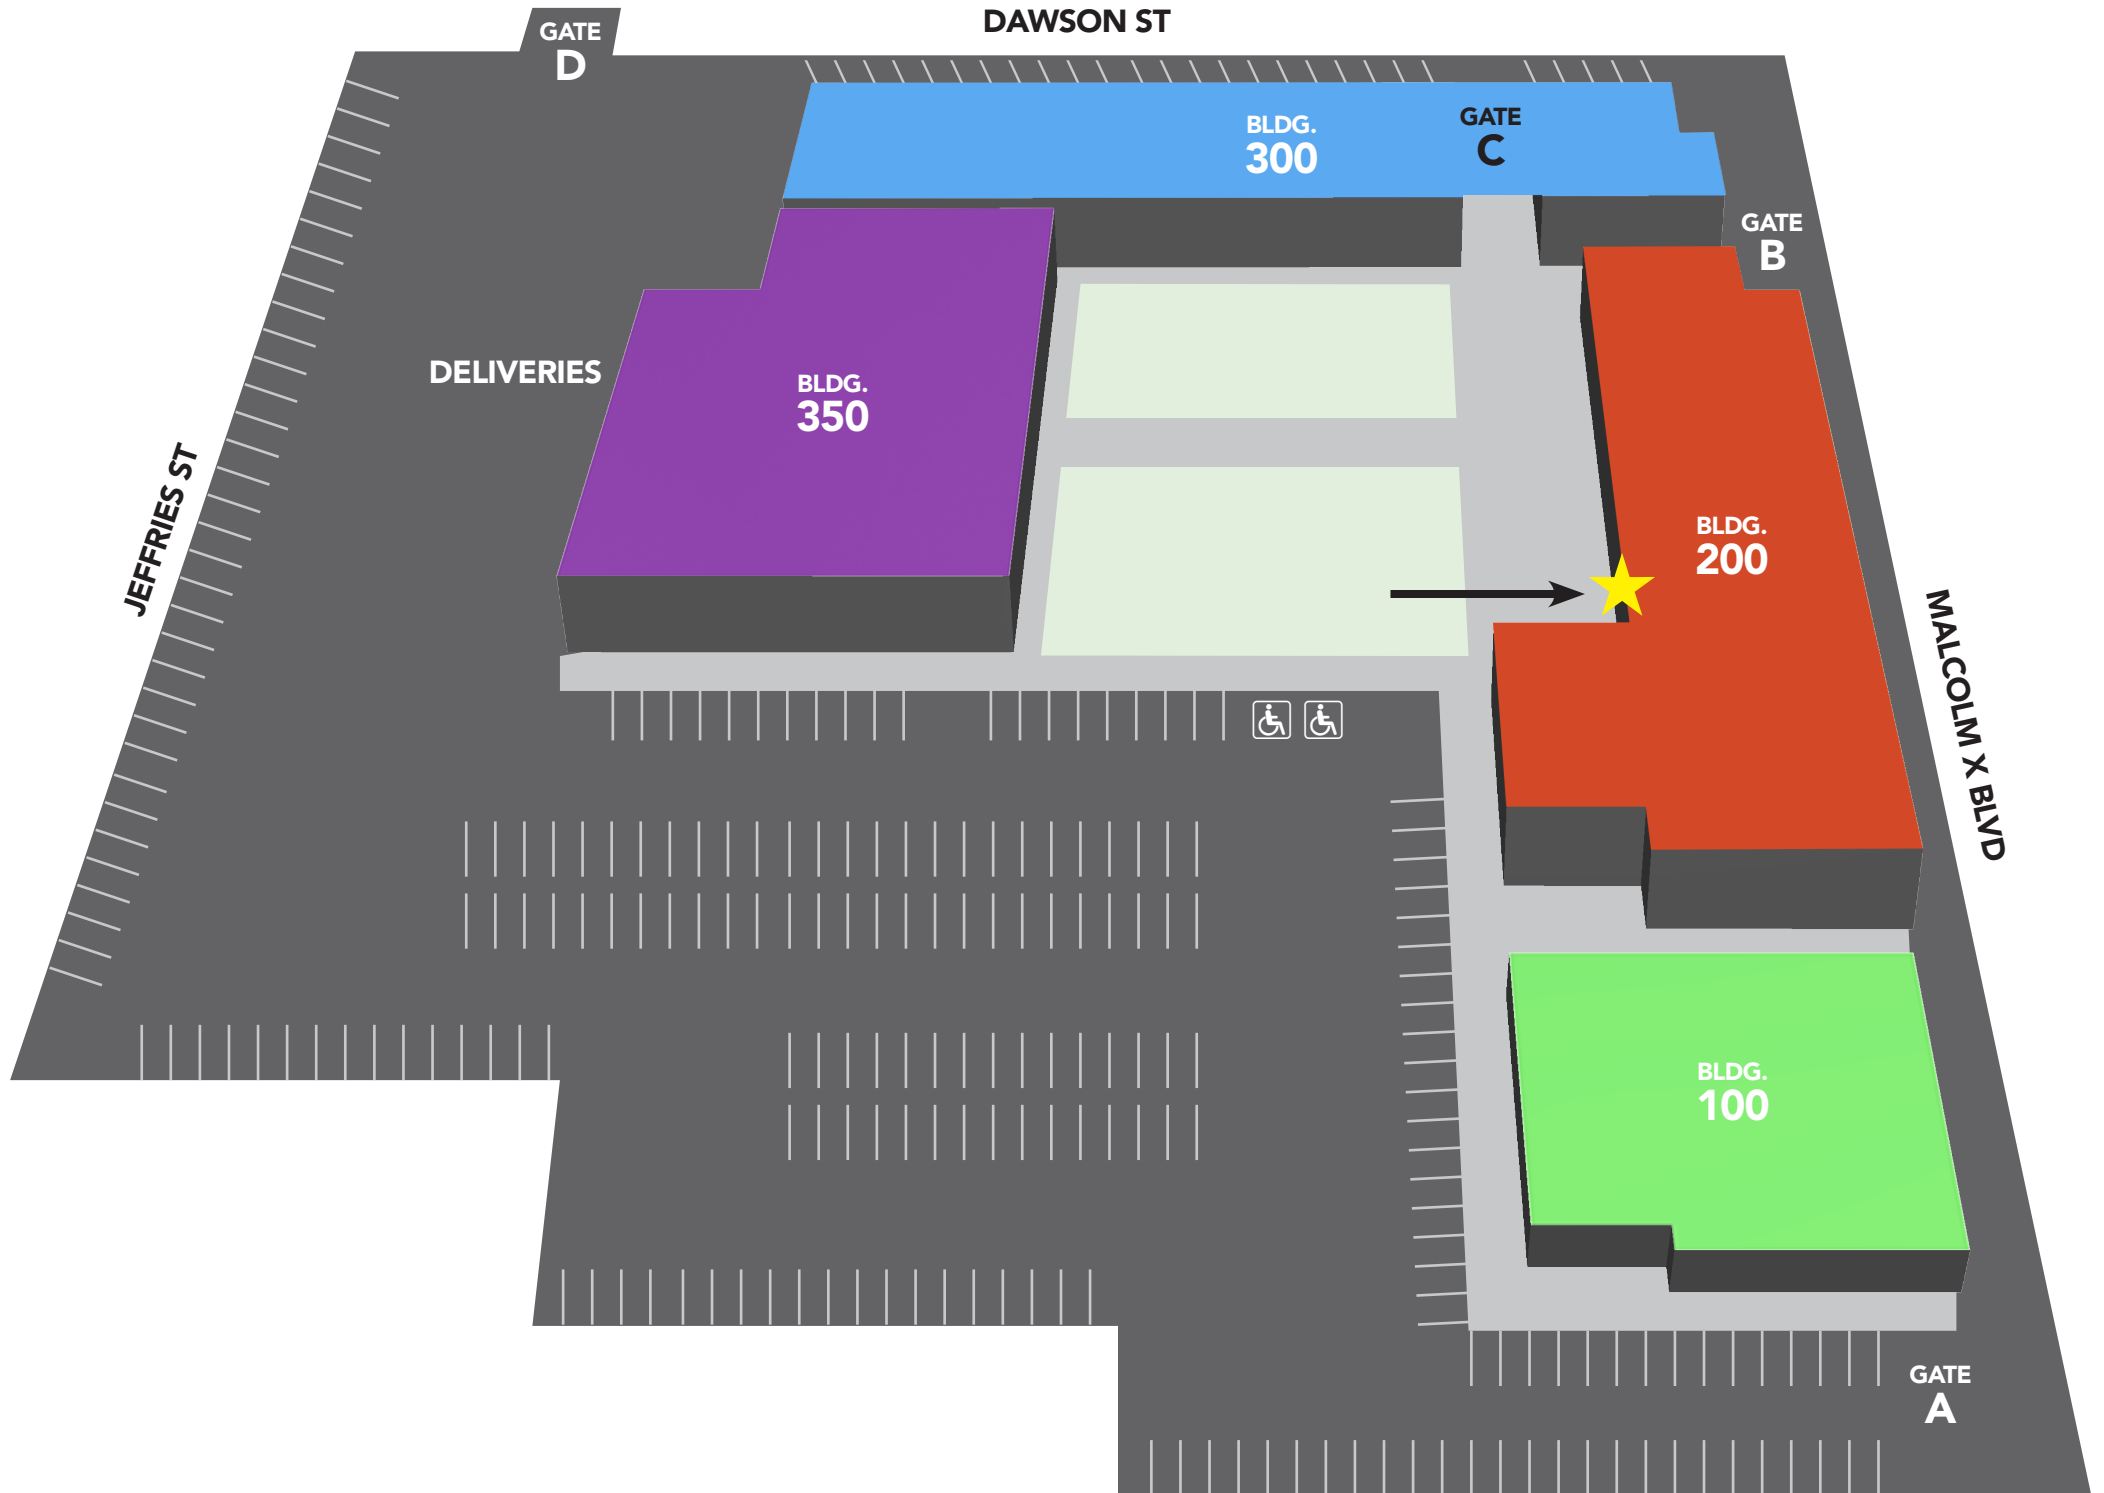 DAWSON ST
GATE
D
BLDG.
300
GATE
C
GATE
B
DELIVERIES
BLDG.
350
JEFFRIES ST
BLDG.
200
MALCOLM X BLVD
BLDG.
100
GATE
A